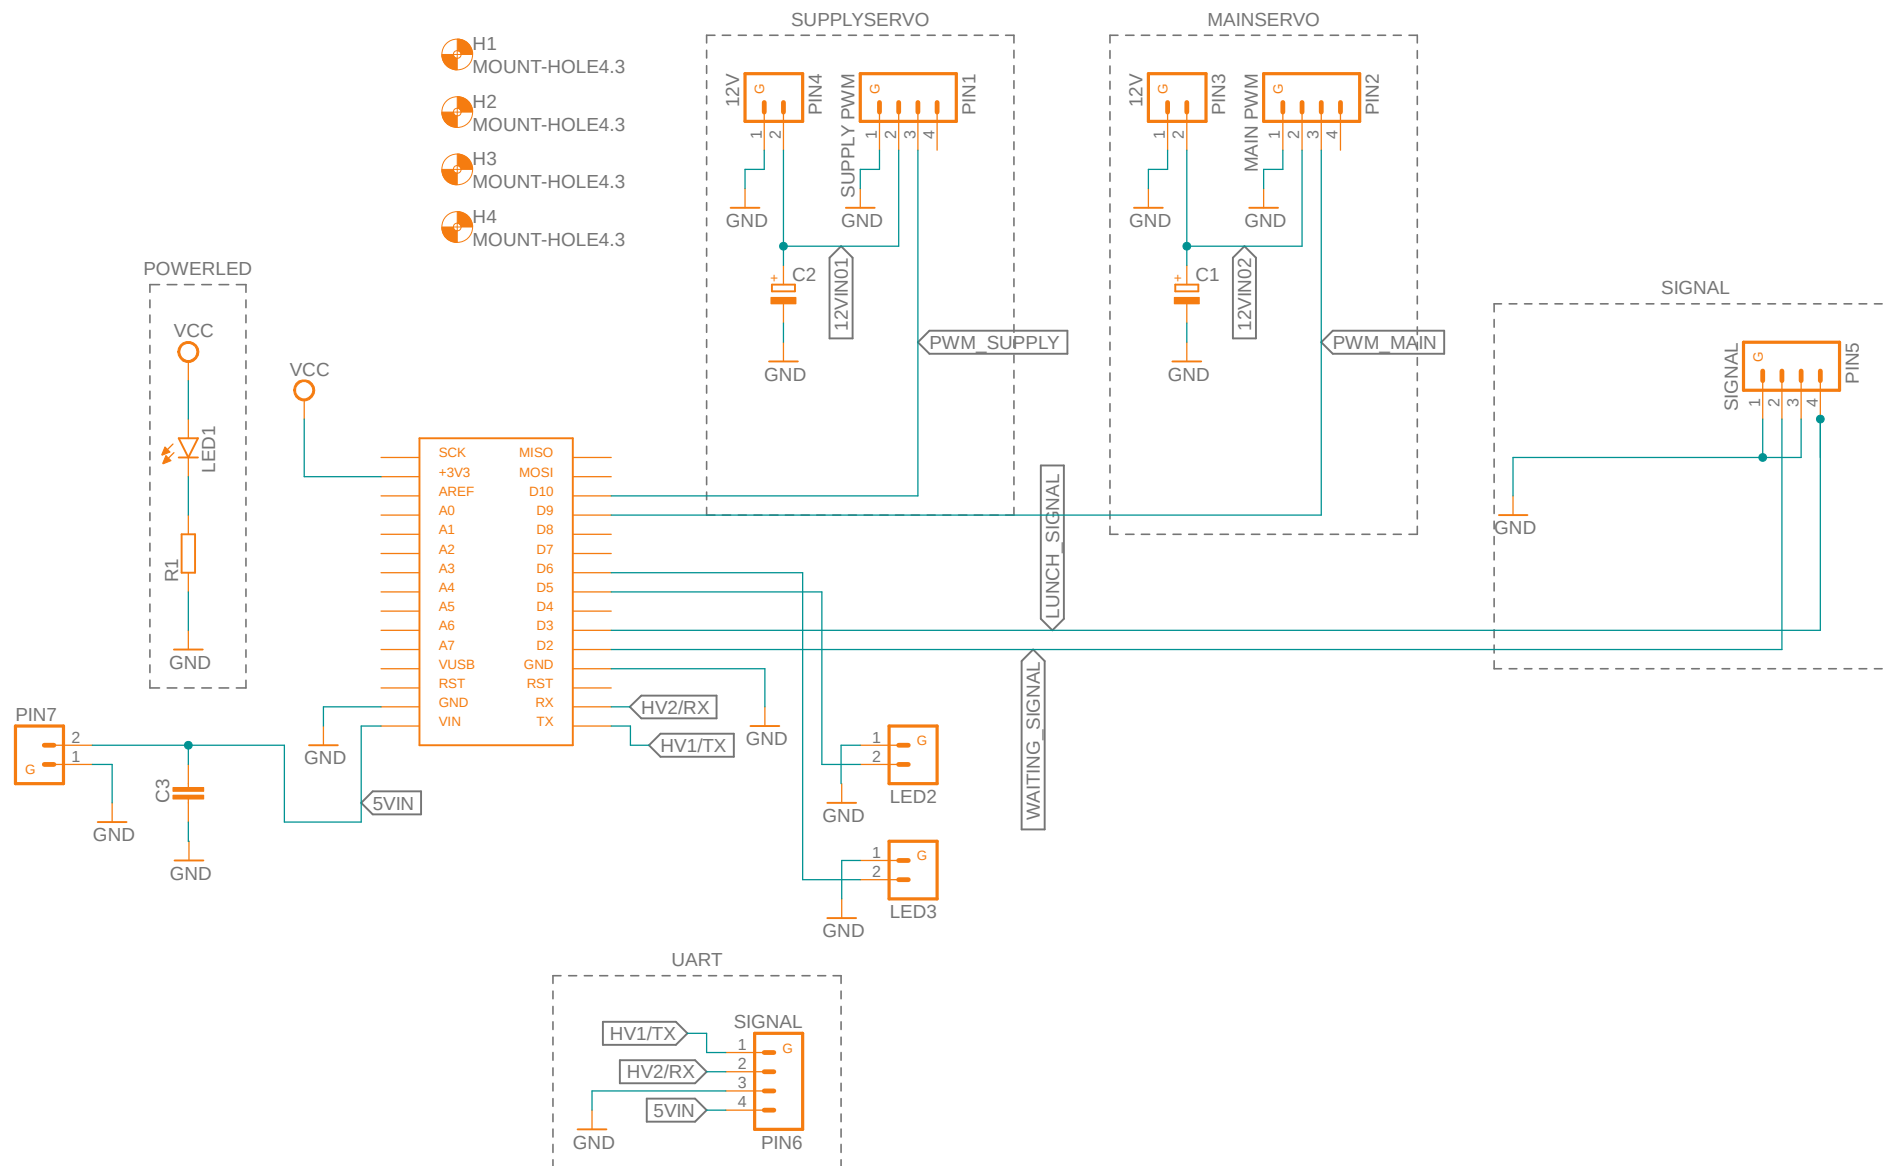 SUPPLYSERVO
MAINSERVO
H1
MOUNT-HOLE4.3
H2
MOUNT-HOLE4.3
H3
MOUNT-HOLE4.3
H4
MOUNT-HOLE4.3
12V
G
1
2
PIN4
SUPPLY PWM
G
1
2
3
4
PIN1
GND
GND
C2
+
12VIN01
GND
PWM_SUPPLY
12V
G
1
2
PIN3
MAIN PWM
G
1
2
3
4
PIN2
GND
GND
C1
+
12VIN02
GND
PWM_MAIN
SIGNAL
SIGNAL
G
1
2
3
4
PIN5
GND
POWERLED
VCC
LED1
R1
GND
VCC
SCK
+3V3
AREF
A0
A1
A2
A3
A4
A5
A6
A7
VUSB
RST
GND
VIN
MISO
MOSI
D10
D9
D8
D7
D6
D5
D4
D3
D2
GND
RST
RX
TX
HV2/RX
HV1/TX
GND
LUNCH_SIGNAL
WAITING_SIGNAL
PIN7
2
1
G
GND
C3
GND
GND
5VIN
1
2
G
LED2
GND
1
2
G
LED3
GND
UART
SIGNAL
HV1/TX
HV2/RX
5VIN
1
2
3
4
G
GND
PIN6